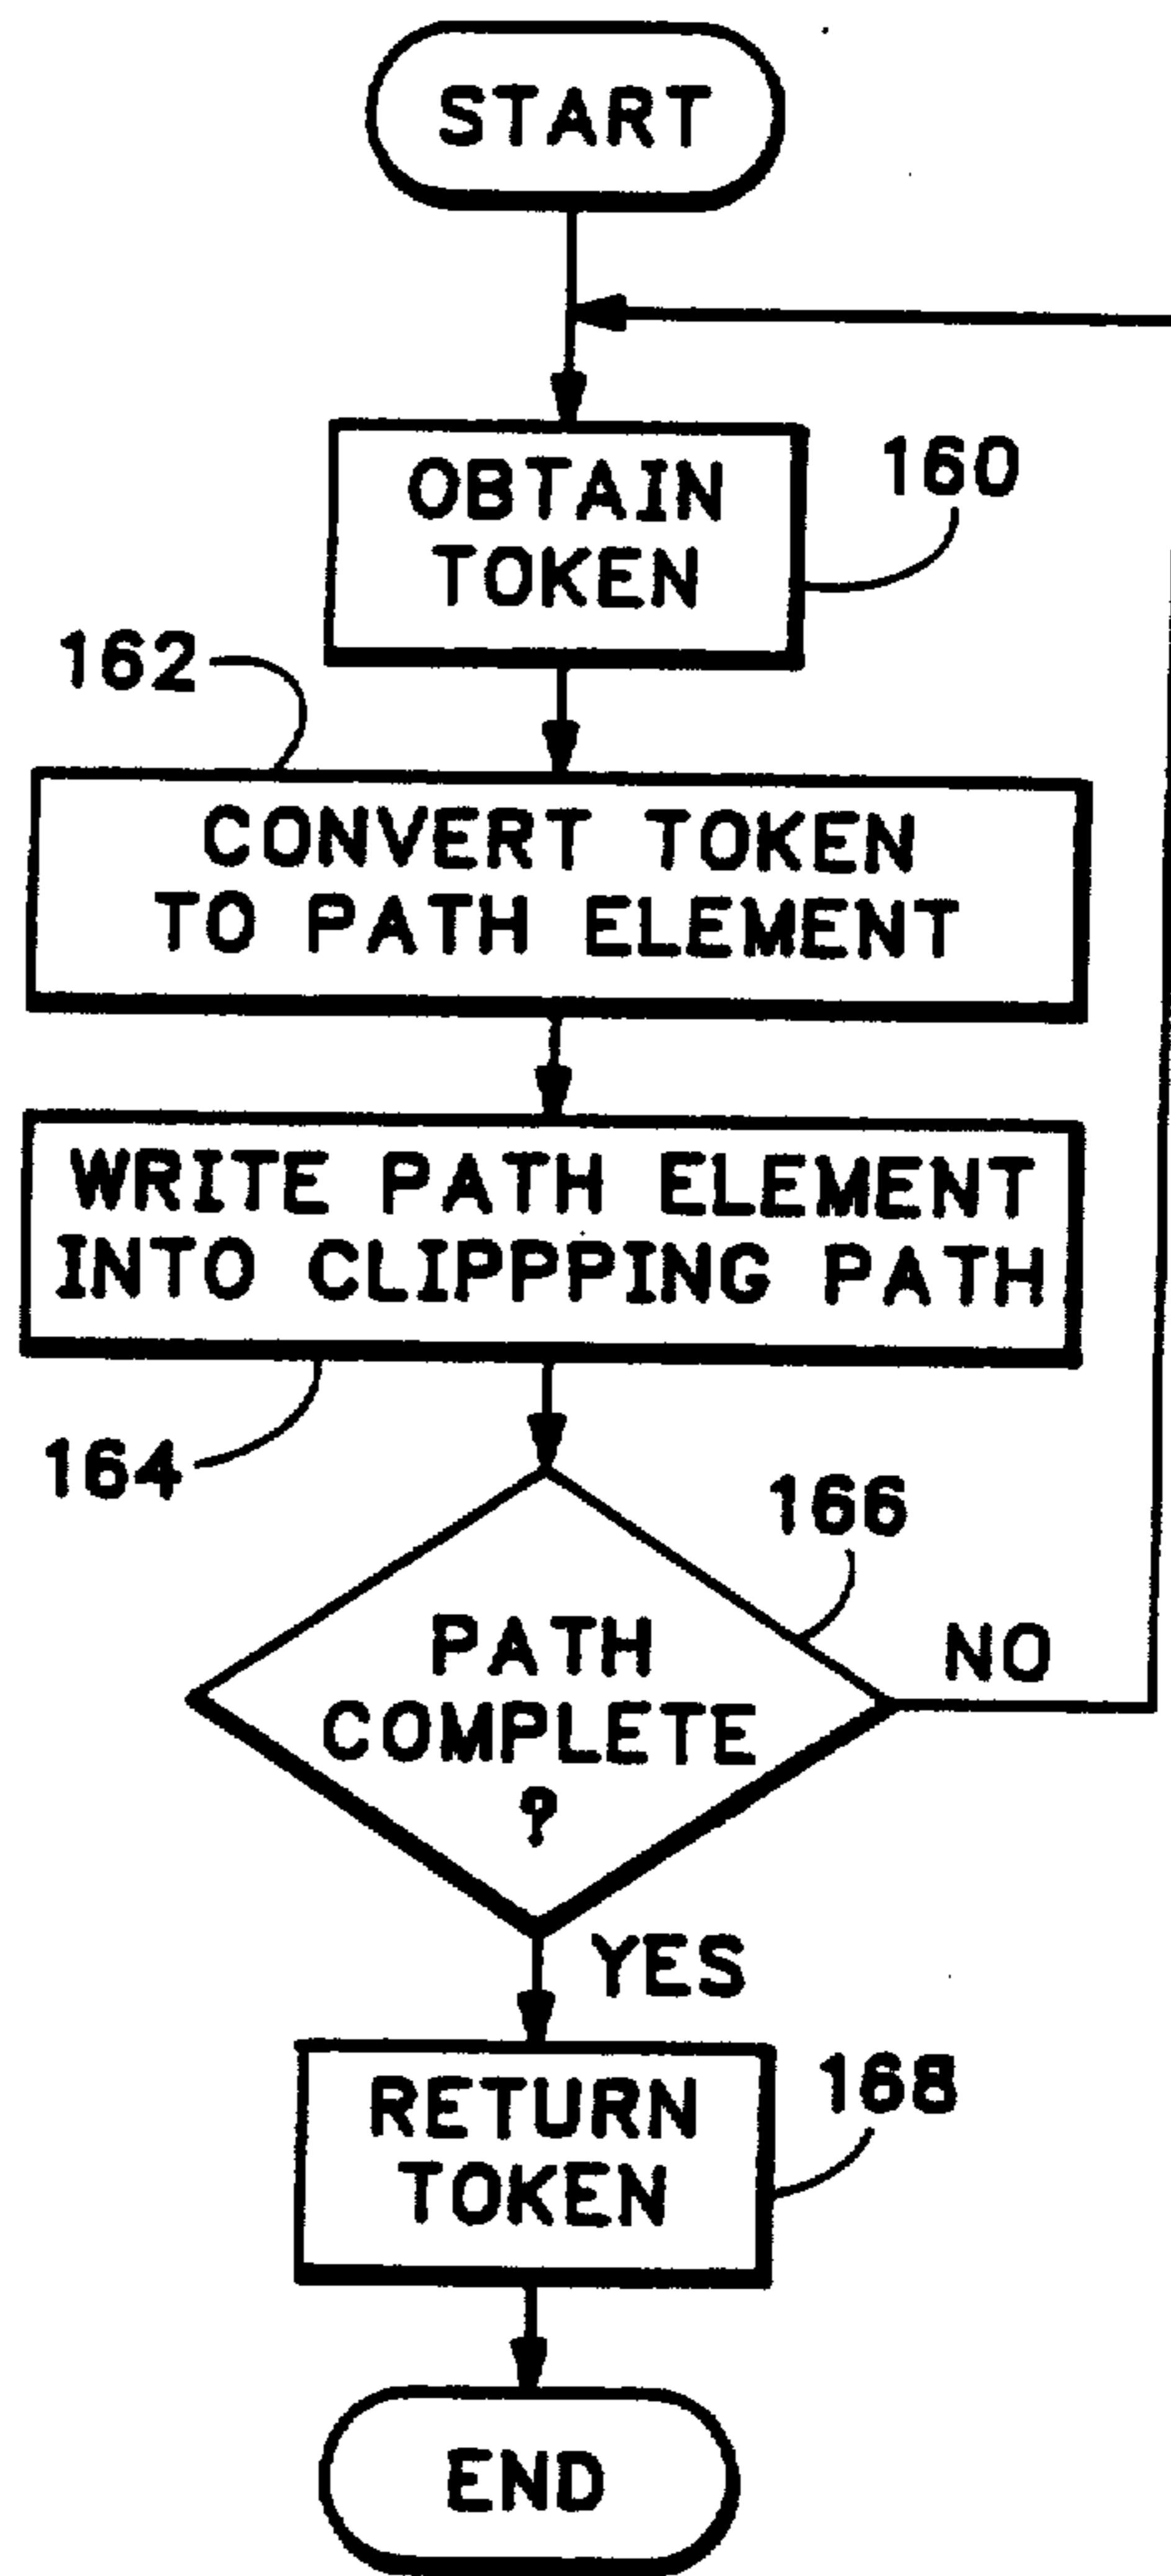 START
OBTAIN
TOKEN
160
162
CONVERT TOKEN
TO PATH ELEMENT
WRITE PATH ELEMENT
INTO CLIPPPING PATH
164
166
PATH
COMPLETE
?
NO
YES
RETURN
TOKEN
168
END